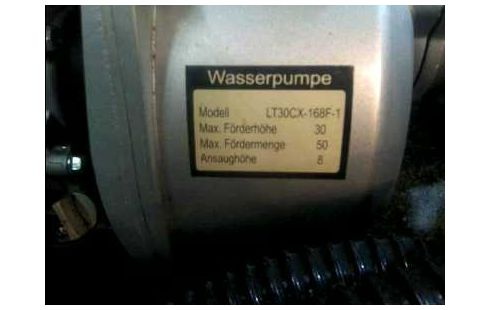 Wasserpumpe
Modell LT30CX-168F-1
Max. Förderhöhe 30
Max. Fördermenge 50
Ansaughöhe 8